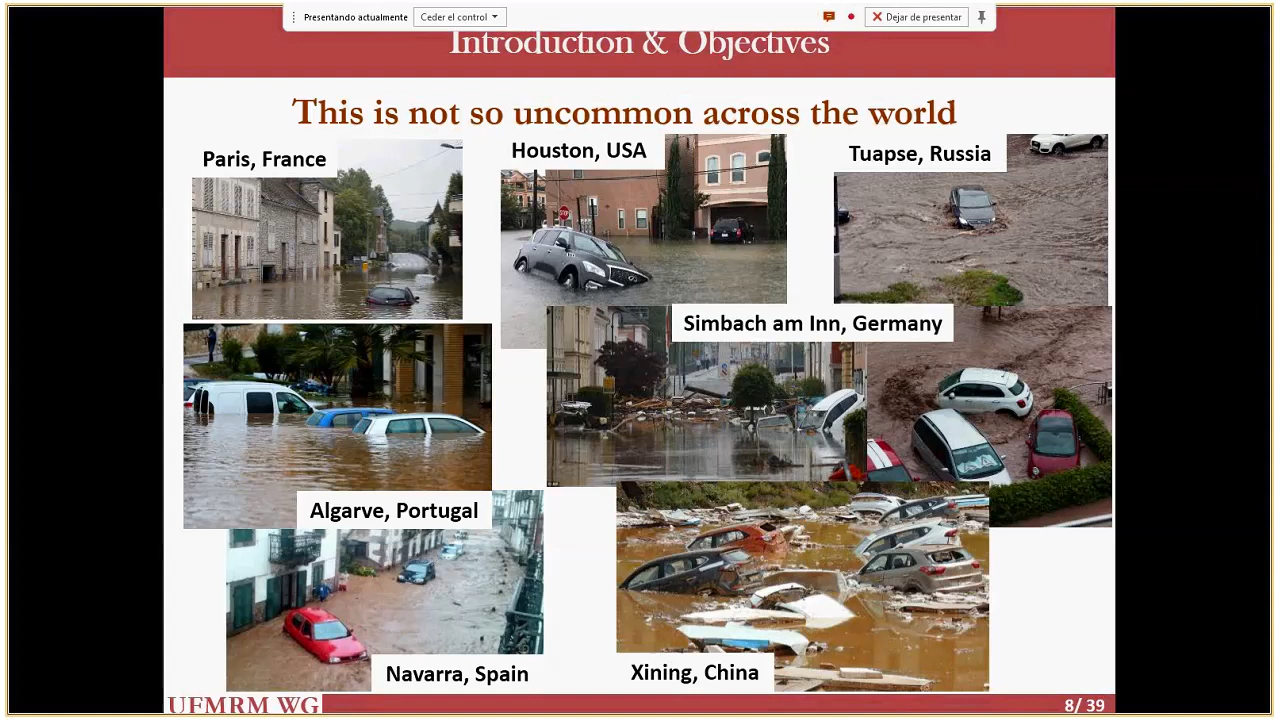 Presentando actualmente Ceder el control Dejar de presentar
Introduction & Objectives
This is not so uncommon across the world
Paris, France
Houston, USA
Tuapse, Russia
STOP
Simbach am Inn, Germany
Algarve, Portugal
Navarra, Spain
Xining, China
UFMRM WG
8/ 39